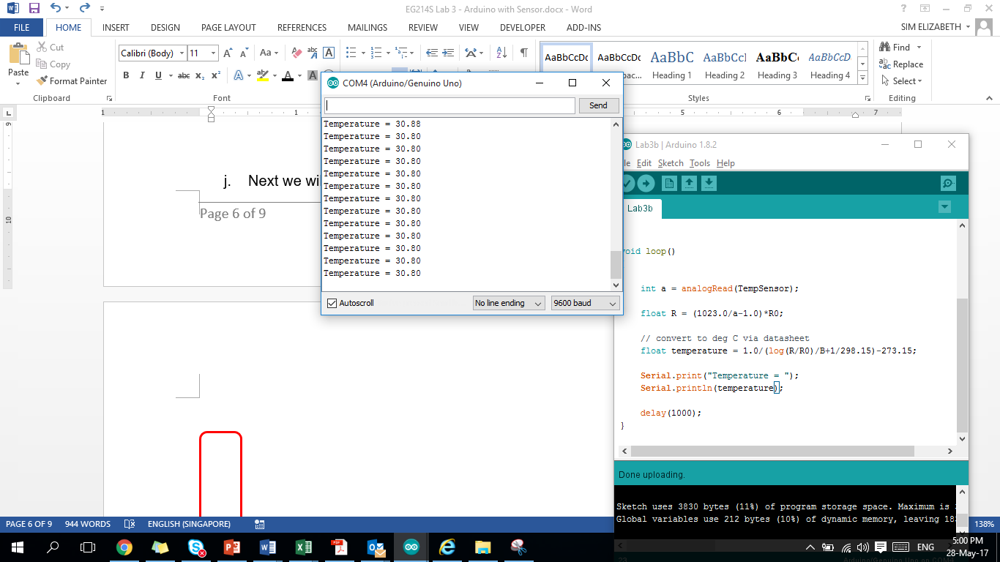 EG214S Lab 3 - Arduino with Sensor.docx - Word
FILE HOME INSERT DESIGN PAGE LAYOUT REFERENCES MAILINGS REVIEW VIEW DEVELOPER ADD-INS SIM ELIZABETH
Paste
Cut
Copy
Format Painter
Clipboard
Calibri (Body) 11
Font
AaBbCcDc AaBbCcDc AaBbC AaBbCcI AaBbC AaBbCcD
Heading 1 Heading 2 Heading 3 Heading 4
Styles
Find
Replace
Select
Editing
COM4 (Arduino/Genuino Uno)
Send
Temperature = 30.88
Temperature = 30.80
Temperature = 30.80
Temperature = 30.80
Temperature = 30.80
Temperature = 30.80
Temperature = 30.80
Temperature = 30.80
Temperature = 30.80
Temperature = 30.80
Temperature = 30.80
Temperature = 30.80
Temperature = 30.80
Autoscroll No line ending 9600 baud
1 1 5 6 7
9
10
j. Next we wi
Page 6 of 9
Lab3b | Arduino 1.8.2
Edit Sketch Tools Help
Lab3b
void loop()
int a = analogRead(TempSensor);
float R = (1023.0/a-1.0)*R0;
// convert to deg C via datasheet
float temperature = 1.0/(log(R/R0)/B+1/298.15)-273.15;
Serial.print("Temperature = ");
Serial.println(temperature);
delay(1000);
}
Done uploading.
Sketch uses 3830 bytes (11%) of program storage space. Maximum is
Global variables use 212 bytes (10%) of dynamic memory, leaving
PAGE 6 OF 9 944 WORDS ENGLISH (SINGAPORE) 138%
ENG
5:00 PM
28-May-17